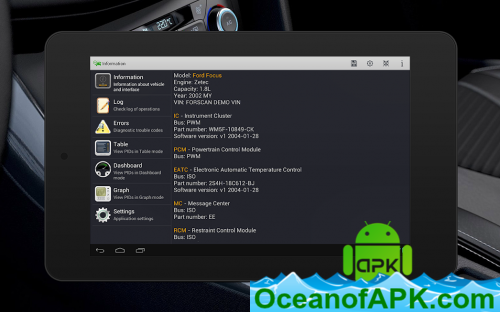 Information
Information
Information about vehicle
and interface
Log
Check log of operations
Errors
Diagnostic trouble codes
Table
View PIDs in Table mode
Dashboard
View PIDs in Dashboard
mode
Graph
View PIDs in Graph mode
Settings
Application settings
Model: Ford Focus
Engine: Zetec
Capacity: 1.8L
Year: 2002 MY
VIN: FORSCAN DEMO VIN
IC - Instrument Cluster
Bus: PWM
Part number: WM5F-10849-CK
Software version: v1 2004-01-28
PCM - Powertrain Control Module
Bus: PWM
EATC - Electronic Automatic Temperature Control
Bus: ISO
Part number: 2S4H-18C612-BJ
Software version: v1 2004-01-28
MC - Message Center
Bus: ISO
Part number: EE
RCM - Restraint Control Module
Bus: ISO
apk
OceanofAPK.com